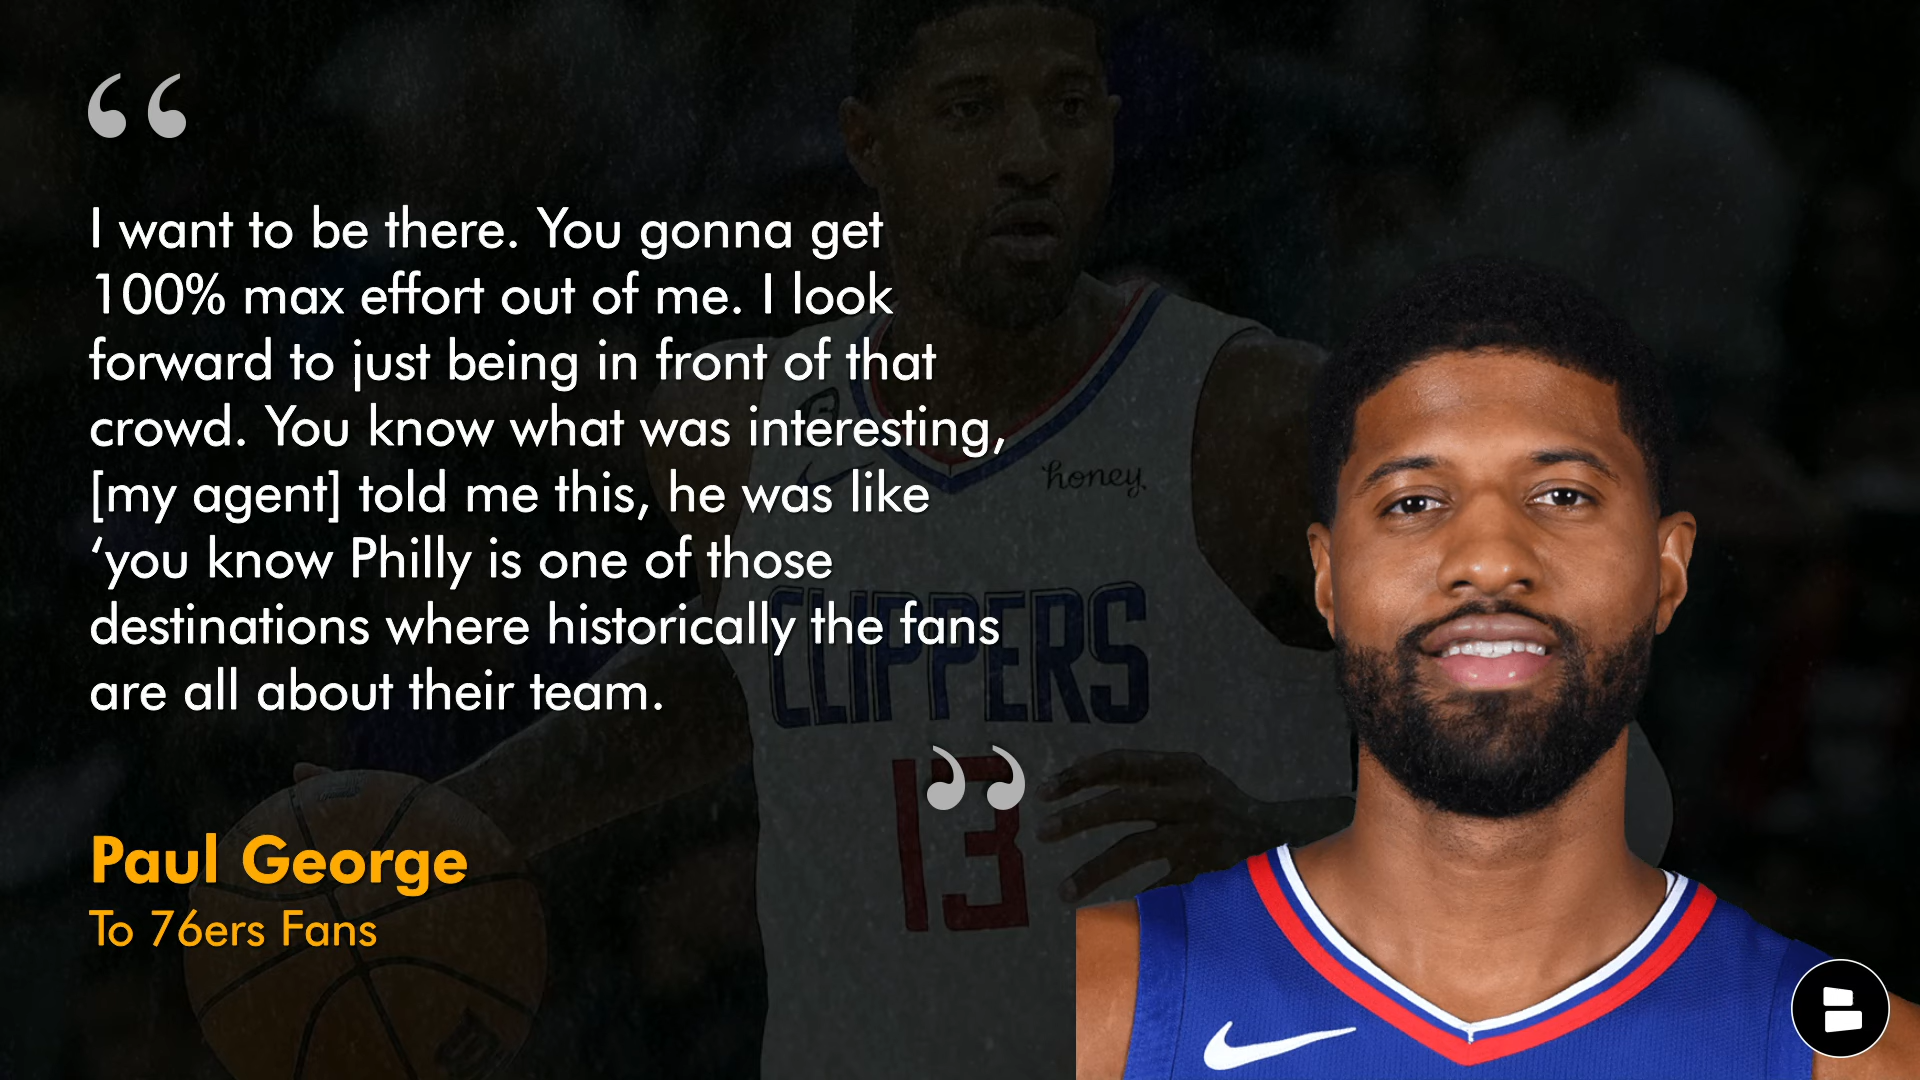 “
I want to be there. You gonna get
100% max effort out of me. I look
forward to just being in front of that
crowd. You know what was interesting,
[my agent] told me this, he was like
‘you know Philly is one of those
destinations where historically the fans
are all about their team.
”
Paul George
To 76ers Fans
honey
CLIPPERS
13